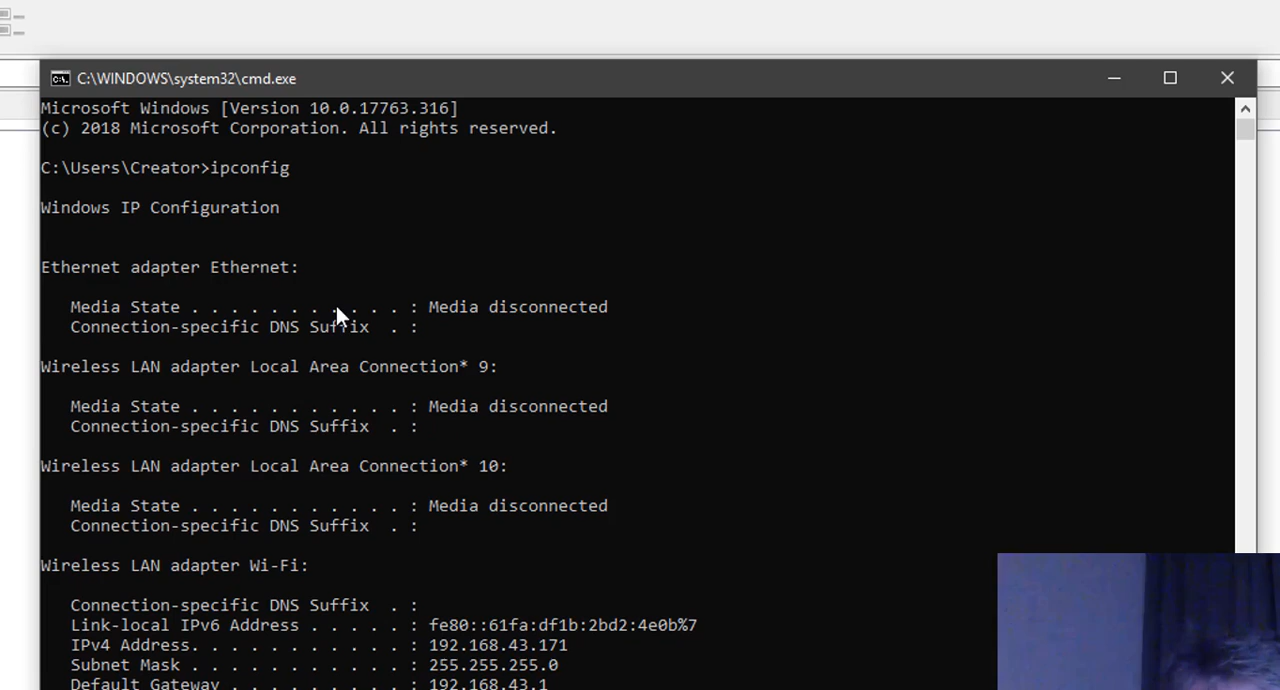 C:\WINDOWS\system32\cmd.exe
Microsoft Windows [Version 10.0.17763.316]
(c) 2018 Microsoft Corporation. All rights reserved.
C:\Users\Creator>ipconfig
Windows IP Configuration
Ethernet adapter Ethernet:
Media State . . . . . . . . . . . : Media disconnected
Connection-specific DNS Suffix . :
Wireless LAN adapter Local Area Connection* 9:
Media State . . . . . . . . . . . : Media disconnected
Connection-specific DNS Suffix . :
Wireless LAN adapter Local Area Connection* 10:
Media State . . . . . . . . . . . : Media disconnected
Connection-specific DNS Suffix . :
Wireless LAN adapter Wi-Fi:
Connection-specific DNS Suffix . :
Link-local IPv6 Address . . . . . : fe80::61fa:df1b:2bd2:4e0b%7
IPv4 Address. . . . . . . . . . . : 192.168.43.171
Subnet Mask . . . . . . . . . . . : 255.255.255.0
Default Gateway . . . . . . . . . : 192.168.43.1